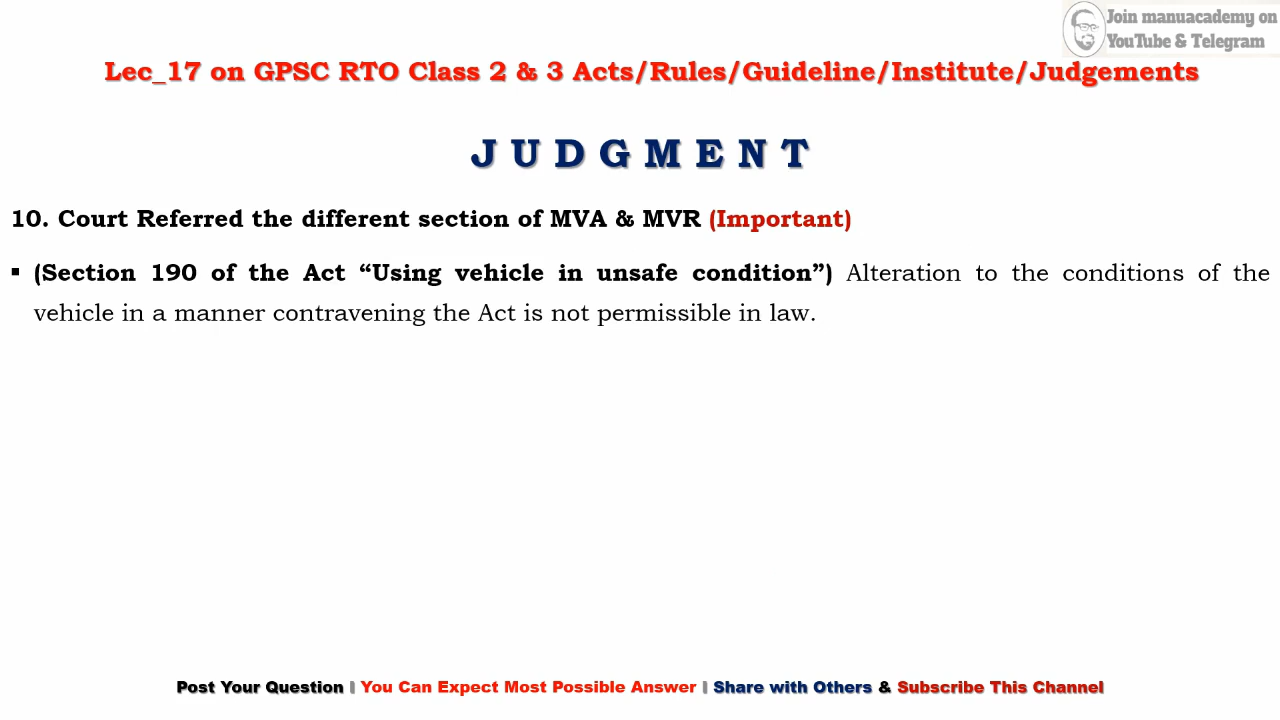 Join manuacademy on
YouTube & Telegram
Lec_17 on GPSC RTO Class 2 & 3 Acts/Rules/Guideline/Institute/Judgements
JUDGMENT
10. Court Referred the different section of MVA & MVR (Important)
▪ (Section 190 of the Act “Using vehicle in unsafe condition”) Alteration to the conditions of the
vehicle in a manner contravening the Act is not permissible in law.
Post Your Question | You Can Expect Most Possible Answer | Share with Others & Subscribe This Channel